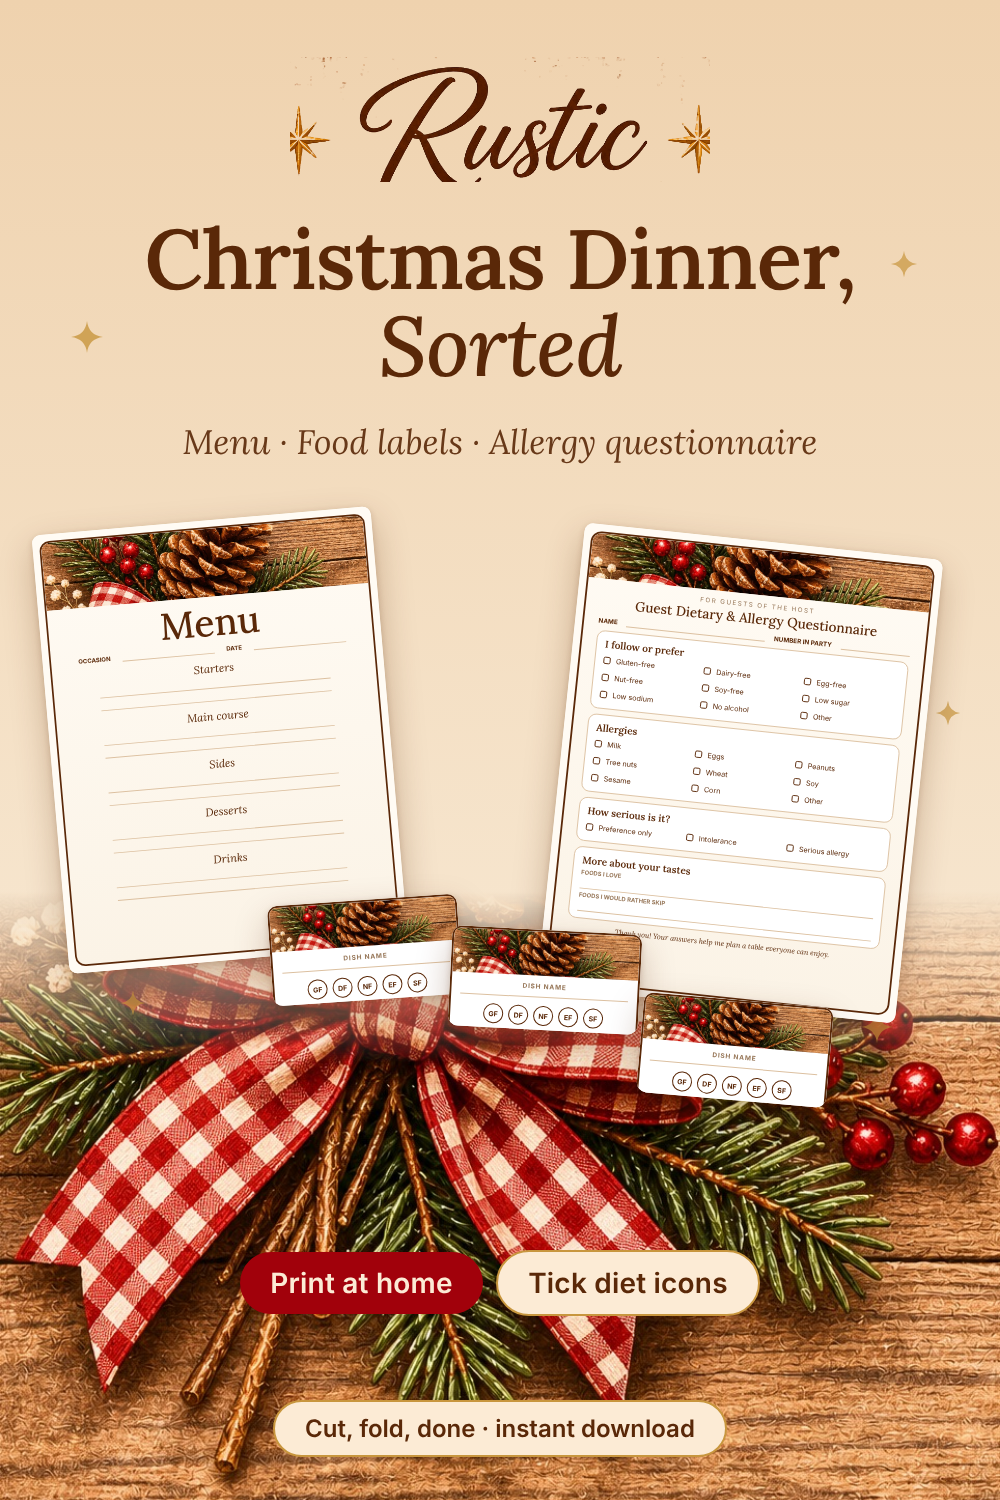 Rustic
Christmas Dinner,
Sorted
Menu · Food labels · Allergy questionnaire
Menu
OCCASION
DATE
Starters
Main course
Sides
Desserts
Drinks
FOR GUESTS OF THE HOST
Guest Dietary & Allergy Questionnaire
NAME
NUMBER IN PARTY
I follow or prefer
Gluten-free Dairy-free Egg-free
Nut-free Soy-free Low sugar
Low sodium No alcohol Other
Allergies
Milk Eggs Peanuts
Tree nuts Wheat Soy
Sesame Corn Other
How serious is it?
Preference only Intolerance Serious allergy
More about your tastes
FOODS I LOVE
FOODS I WOULD RATHER SKIP
Thank you! Your answers help me plan a table everyone can enjoy.
DISH NAME
GF DF NF EF SF
DISH NAME
GF DF NF EF SF
DISH NAME
GF DF NF EF SF
Print at home
Tick diet icons
Cut, fold, done · instant download